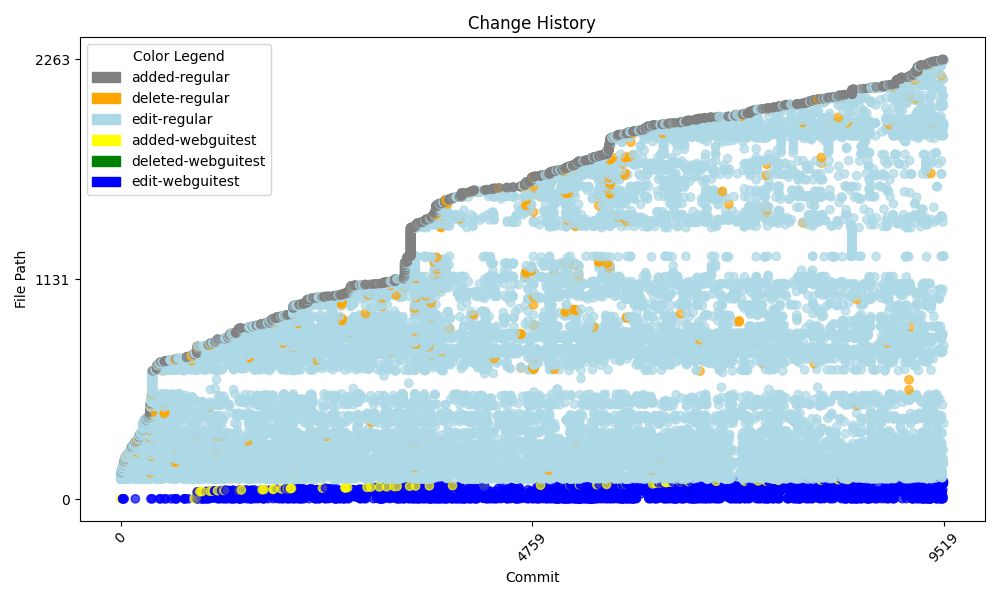 Change History
2263
1131
0
File Path
Color Legend
added-regular
delete-regular
edit-regular
added-webguitest
deleted-webguitest
edit-webguitest
0
4759
9519
Commit